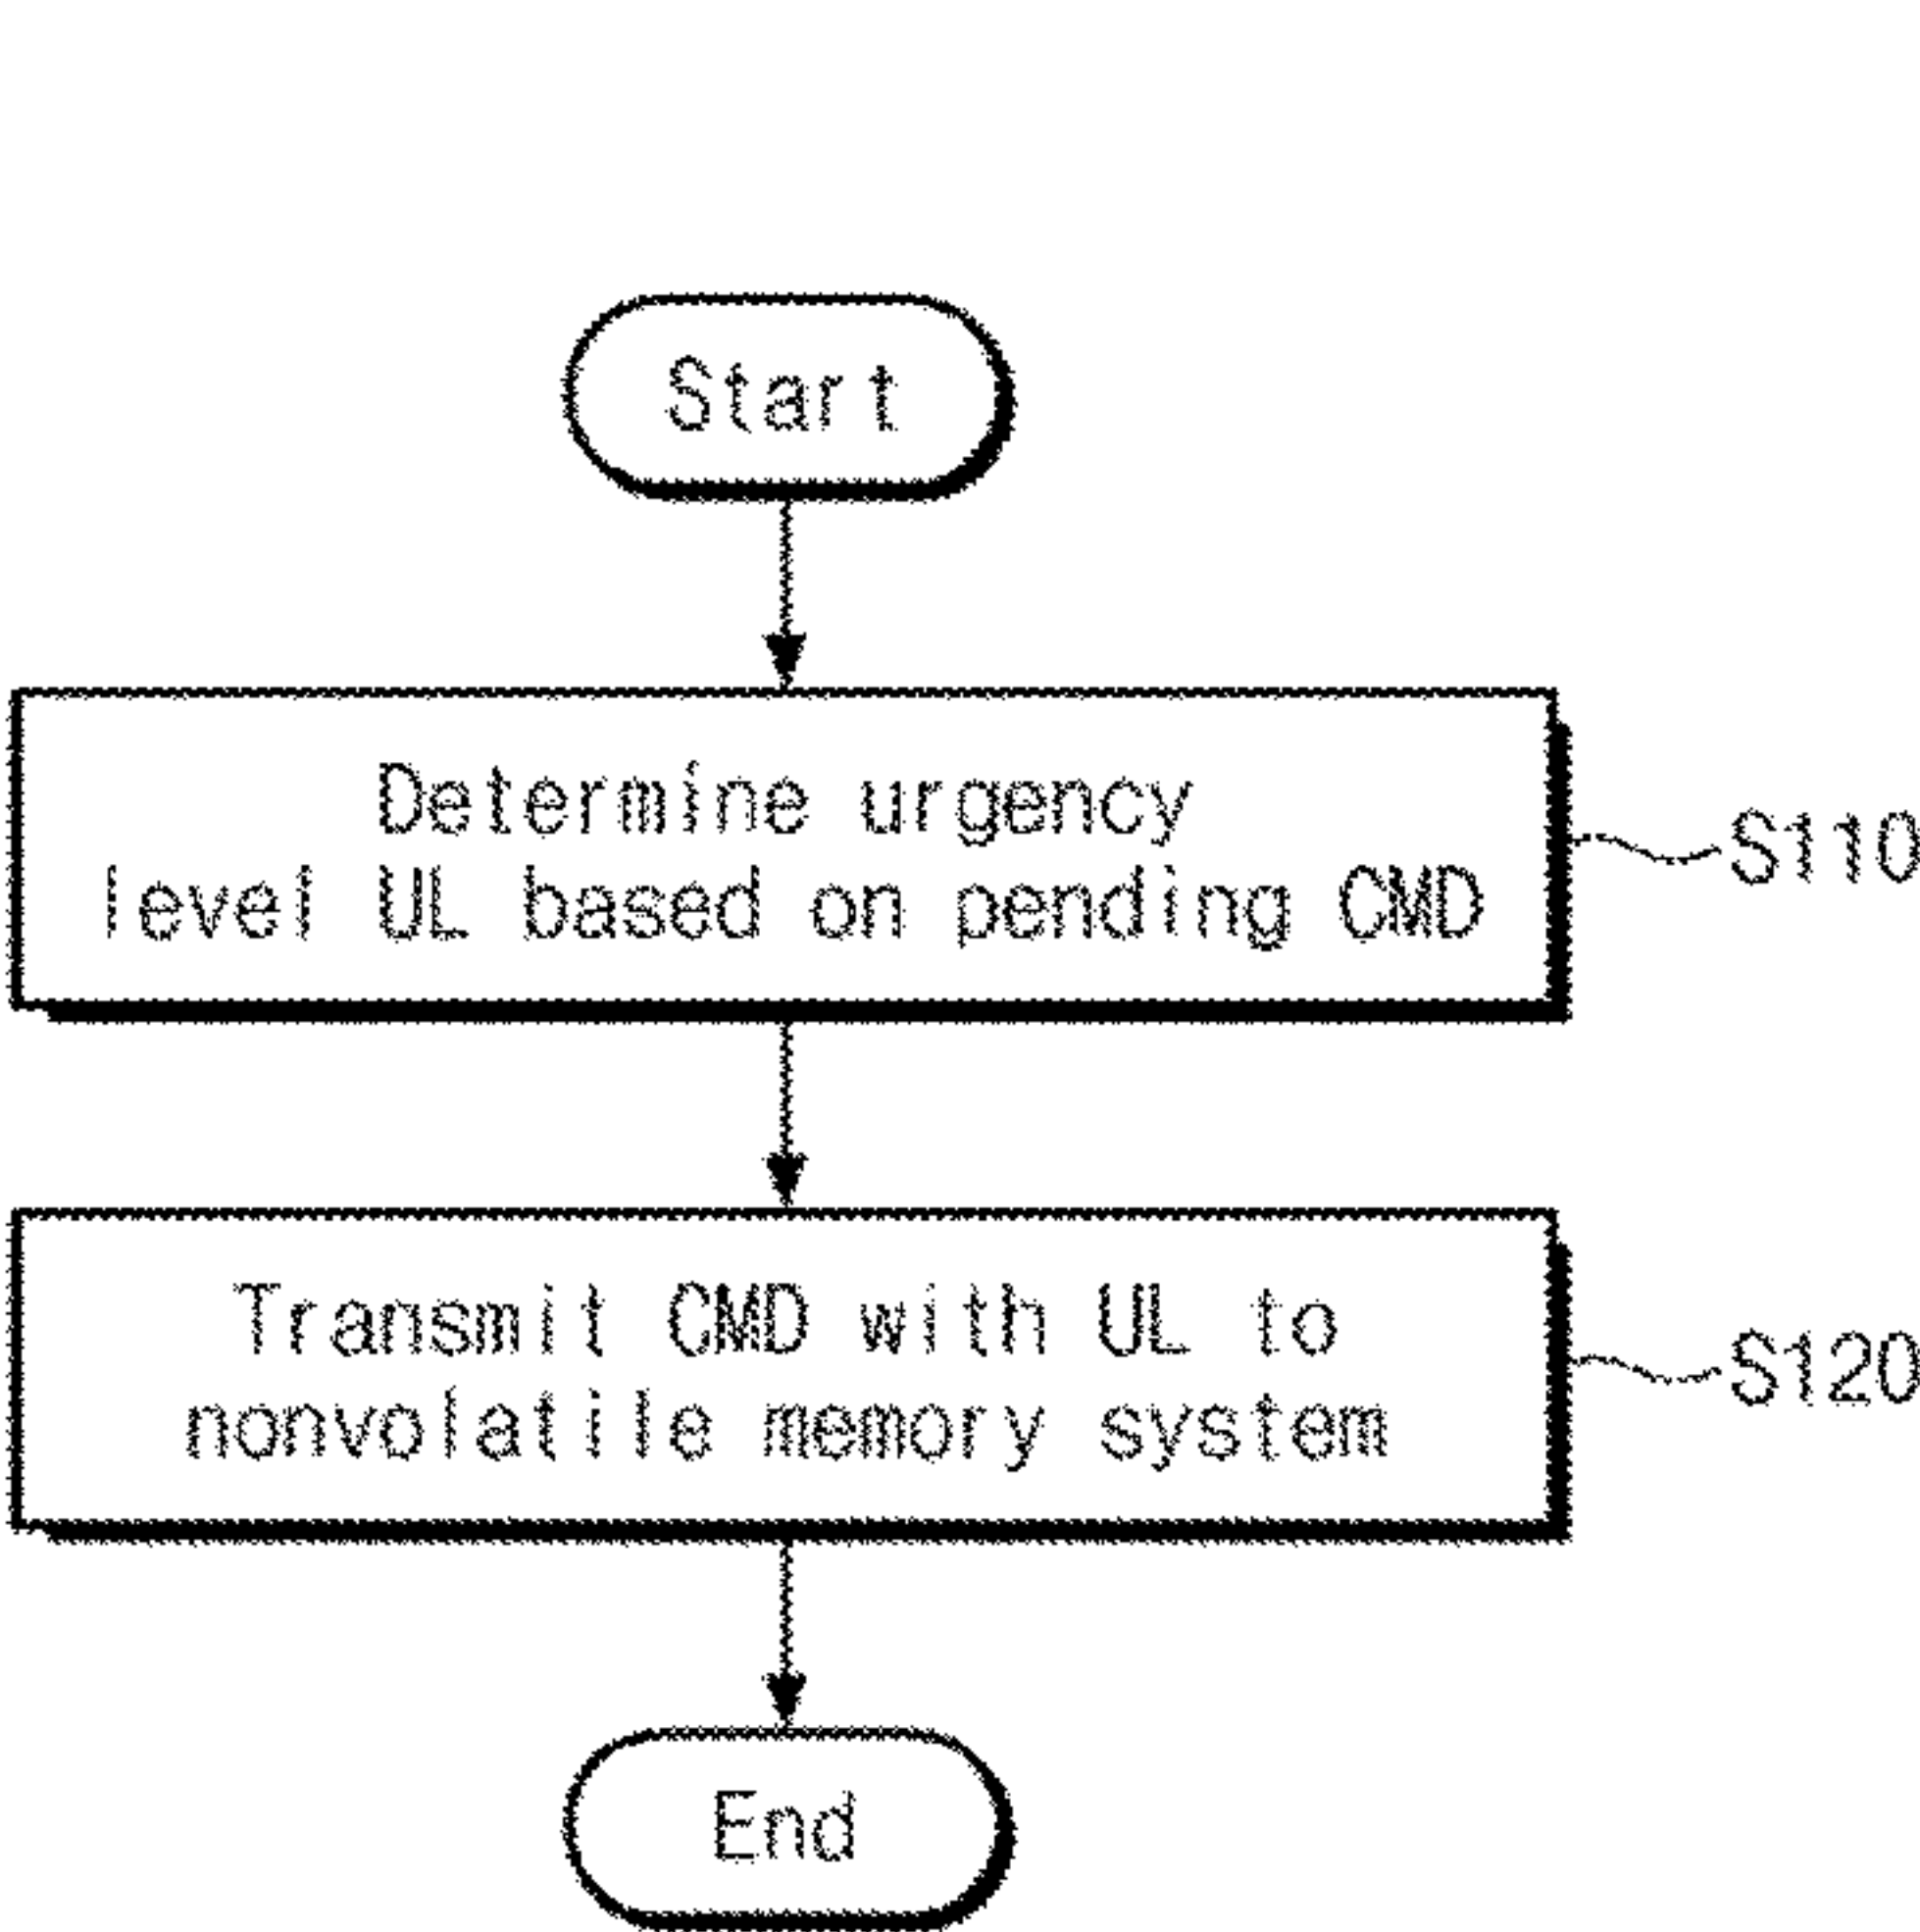 Start
Determine urgency
level UL based on pending CMD
S110
Transmit CMD with UL to
nonvolatile memory system
S120
End